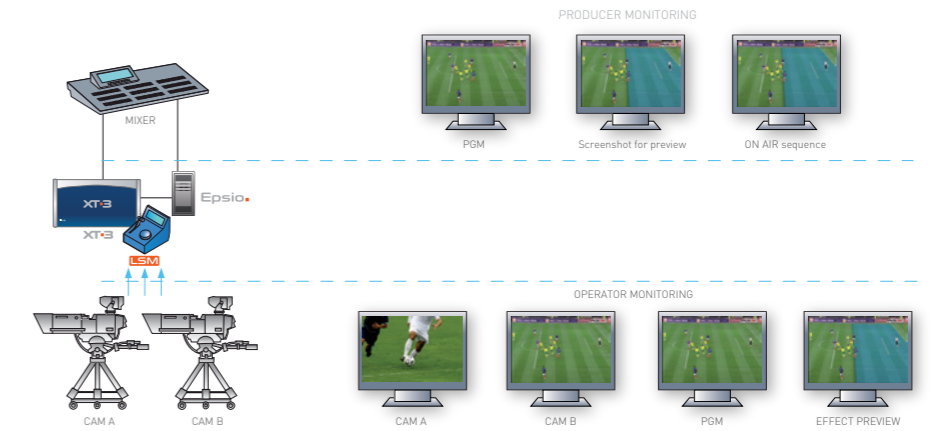 PRODUCER MONITORING
MIXER
PGM
Screenshot for preview
ON AIR sequence
XT3
Epsio
XT3
LSM
OPERATOR MONITORING
CAM A
CAM B
CAM A
CAM B
PGM
EFFECT PREVIEW